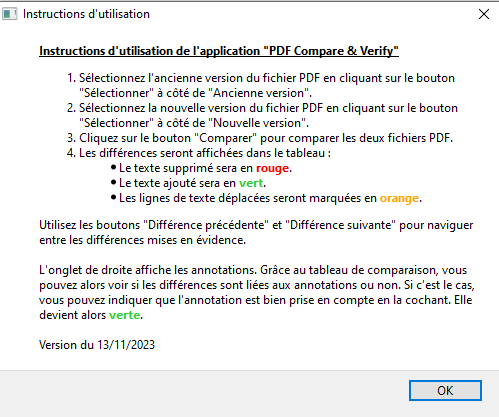 Instructions d'utilisation
Instructions d'utilisation de l'application "PDF Compare & Verify"
1. Sélectionnez l'ancienne version du fichier PDF en cliquant sur le bouton
"Sélectionner" à côté de "Ancienne version".
2. Sélectionnez la nouvelle version du fichier PDF en cliquant sur le bouton
"Sélectionner" à côté de "Nouvelle version".
3. Cliquez sur le bouton "Comparer" pour comparer les deux fichiers PDF.
4. Les différences seront affichées dans le tableau :
• Le texte supprimé sera en rouge.
• Le texte ajouté sera en vert.
• Les lignes de texte déplacées seront marquées en orange.
Utilisez les boutons "Différence précédente" et "Différence suivante" pour naviguer
entre les différences mises en évidence.
L'onglet de droite affiche les annotations. Grâce au tableau de comparaison, vous
pouvez alors voir si les différences sont liées aux annotations ou non. Si c'est le cas,
vous pouvez indiquer que l'annotation est bien prise en compte en la cochant. Elle
devient alors verte.
Version du 13/11/2023
OK